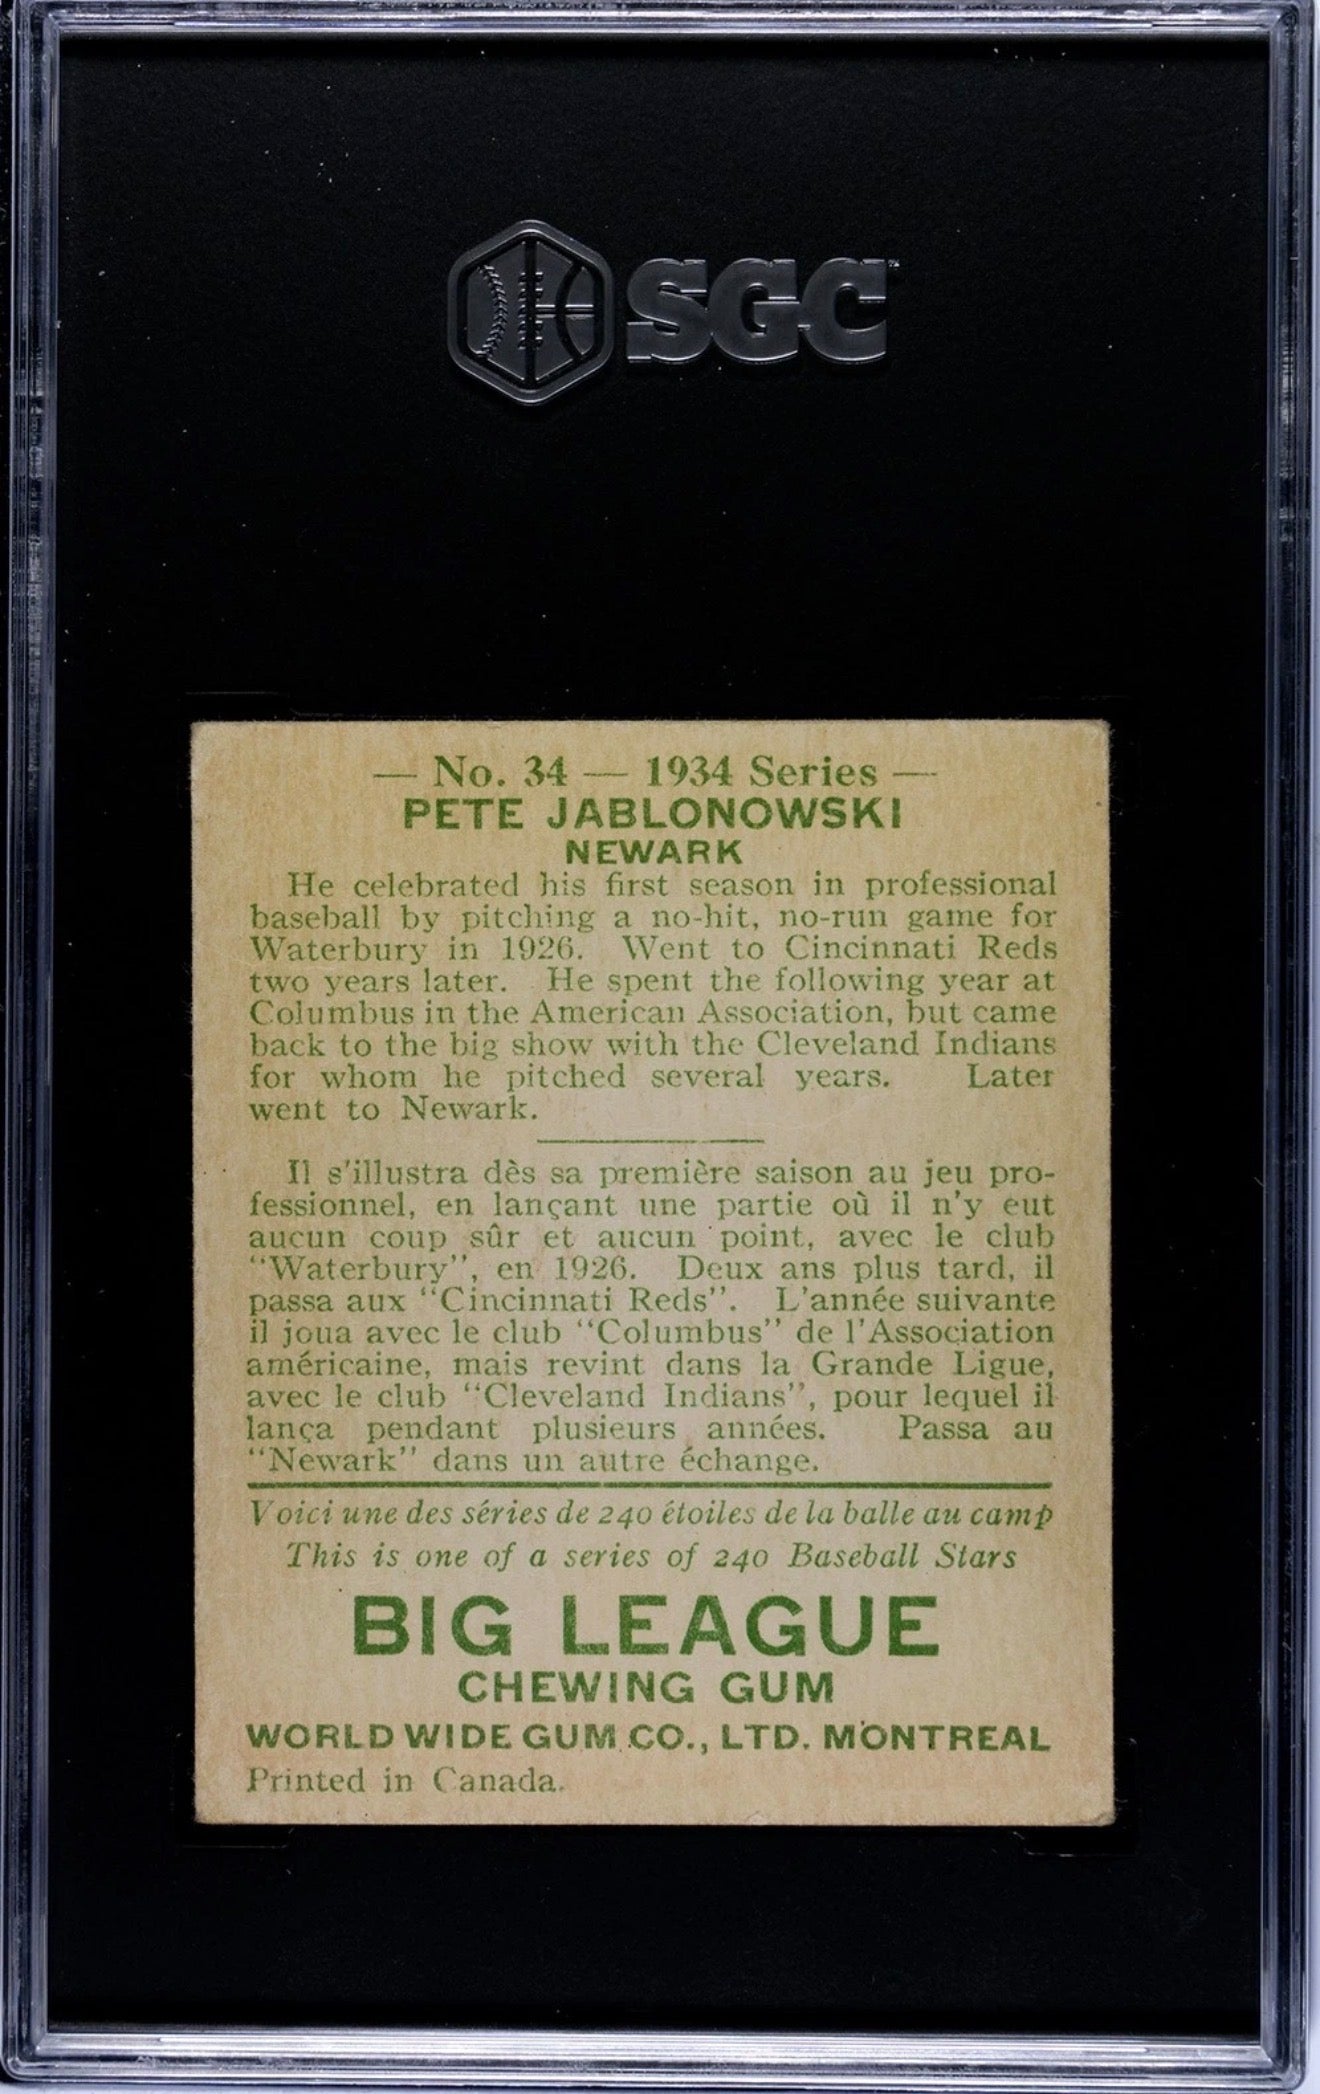 SGC
— No. 34 — 1934 Series —
PETE JABLONOWSKI
NEWARK
He celebrated his first season in professional
baseball by pitching a no-hit, no-run game for
Waterbury in 1926. Went to Cincinnati Reds
two years later. He spent the following year at
Columbus in the American Association, but came
back to the big show with the Cleveland Indians
for whom he pitched several years. Later
went to Newark.
Il s'illustra dès sa première saison au jeu pro-
fessionnel, en lançant une partie où il n'y eut
aucun coup sûr et aucun point, avec le club
“Waterbury”, en 1926. Deux ans plus tard, il
passa aux “Cincinnati Reds”. L'année suivante
il joua avec le club “Columbus” de l'Association
américaine, mais revint dans la Grande Ligue,
avec le club “Cleveland Indians”, pour lequel il
lança pendant plusieurs années. Passa au
“Newark” dans un autre échange.
Voici une des séries de 240 étoiles de la balle au camp
This is one of a series of 240 Baseball Stars
BIG LEAGUE
CHEWING GUM
WORLD WIDE GUM CO., LTD. MONTREAL
Printed in Canada.